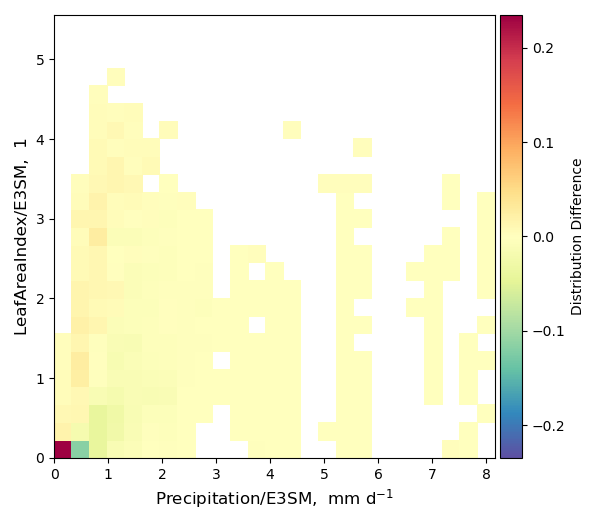 5
4
3
2
1
0
LeafAreaIndex/E3SM, 1
0 1 2 3 4 5 6 7 8
Precipitation/E3SM, mm d⁻¹
0.2
0.1
0.0
−0.1
−0.2
Distribution Difference